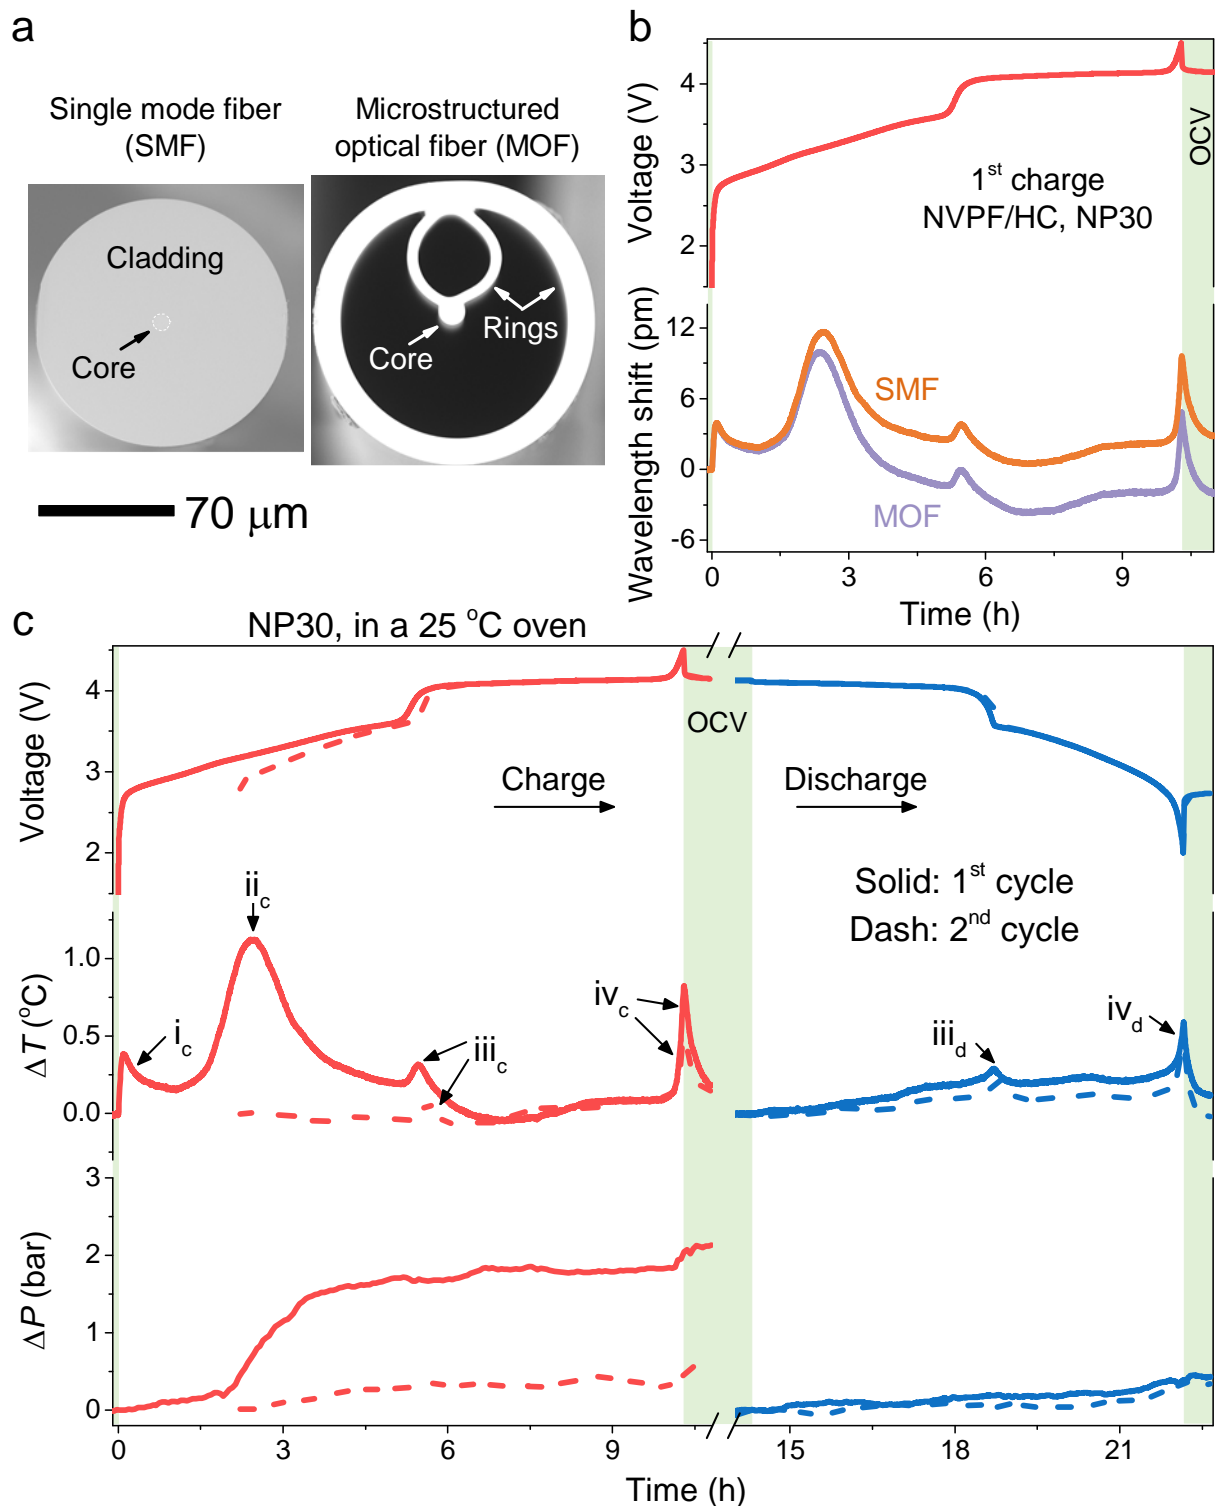 a
Single mode fiber
(SMF)
Microstructured
optical fiber (MOF)
Cladding
Core
Core
Rings
70 μm
b
Voltage (V)
4
3
2
1st charge
NVPF/HC, NP30
OCV
Wavelength shift (pm)
12
6
0
-6
SMF
MOF
0 3 6 9
Time (h)
c
NP30, in a 25 °C oven
Voltage (V)
4
3
2
OCV
Charge
Discharge
Solid: 1st cycle
Dash: 2nd cycle
ΔT (°C)
1.0
0.5
0.0
ic
iic
iiic
ivc
iiid
ivd
ΔP (bar)
3
2
1
0
0 3 6 9 15 18 21
Time (h)